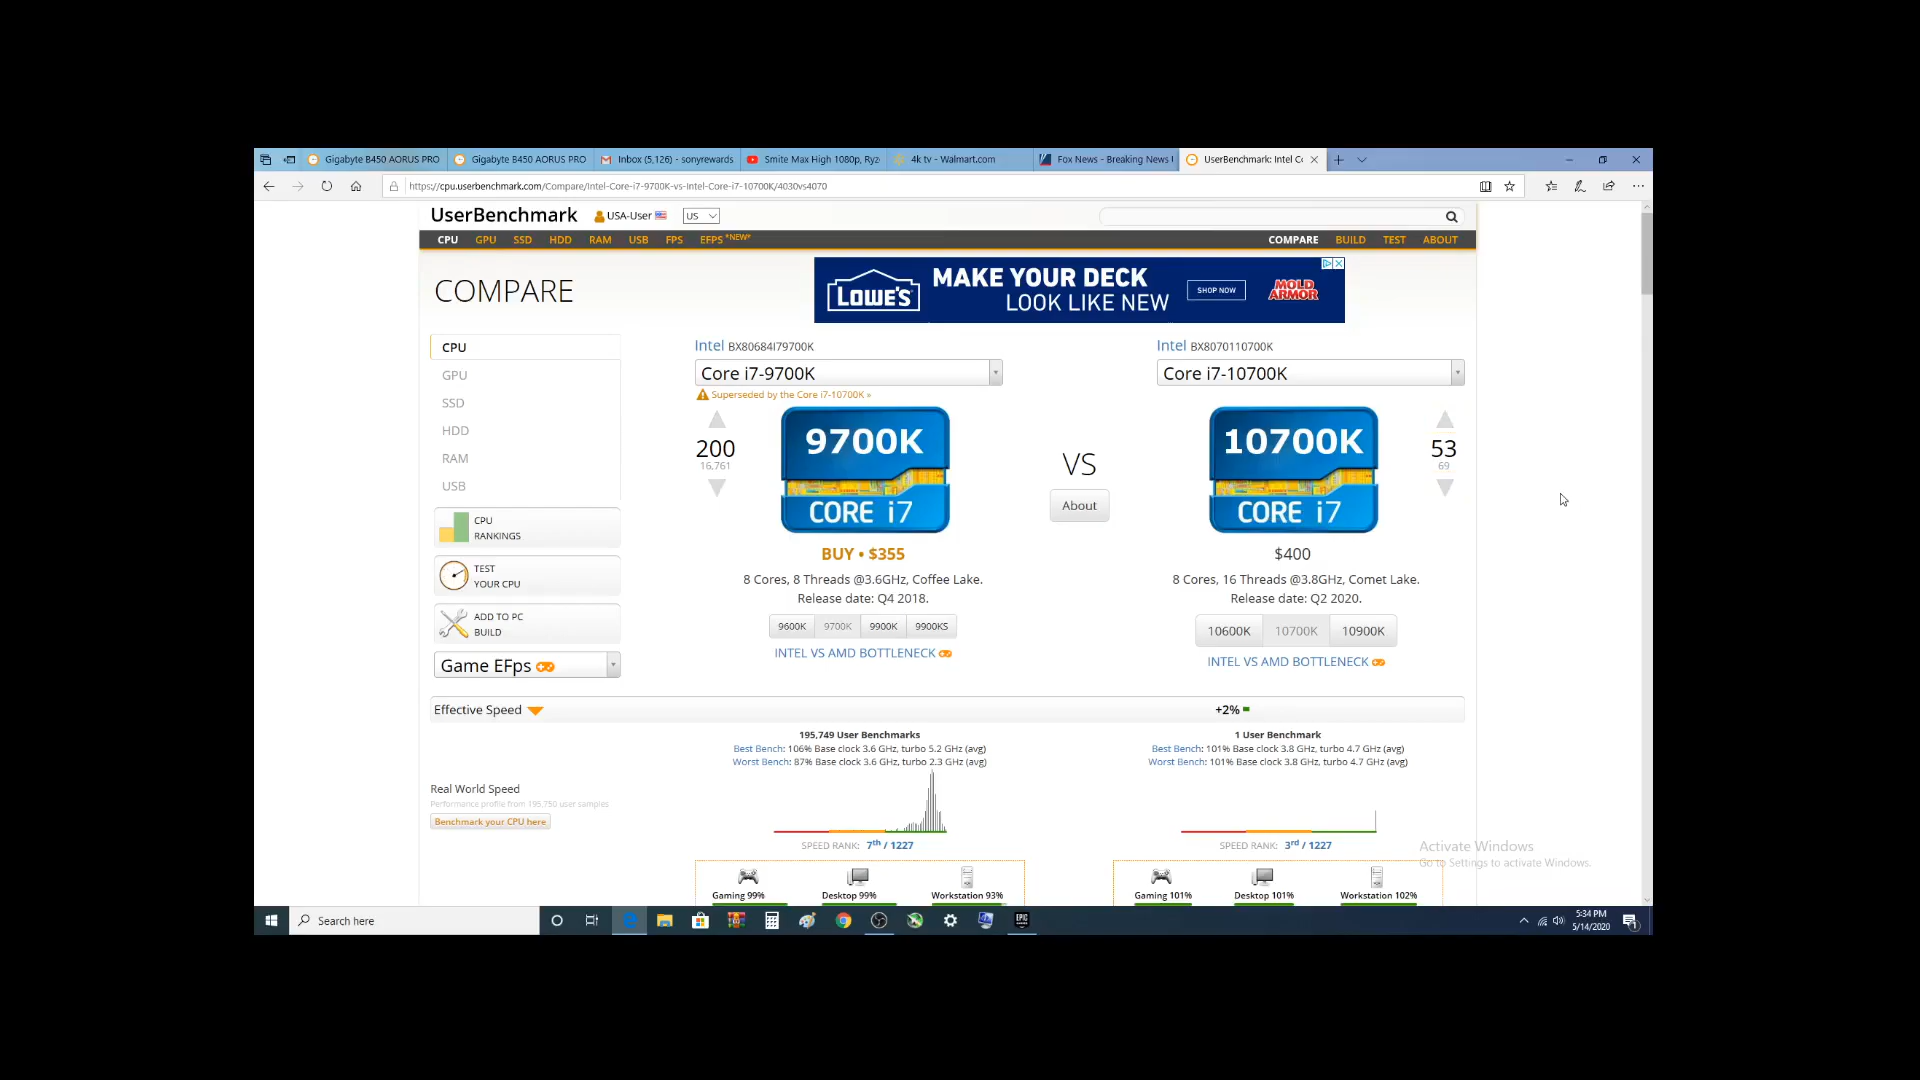 Gigabyte B450 AORUS PRO
Gigabyte B450 AORUS PRO
Inbox (5,126) - sonyrewards
Smite Max High 1080p, Ryz
4k tv - Walmart.com
Fox News - Breaking News
UserBenchmark: Intel Co
https://cpu.userbenchmark.com/Compare/Intel-Core-i7-9700K-vs-Intel-Core-i7-10700K/4030vs4070
UserBenchmark USA-User US
CPU GPU SSD HDD RAM USB FPS EFPS *NEW* COMPARE BUILD TEST ABOUT
COMPARE
LOWE'S
MAKE YOUR DECK
LOOK LIKE NEW
SHOP NOW
MOLD
ARMOR
CPU
GPU
SSD
HDD
RAM
USB
CPU
RANKINGS
TEST
YOUR CPU
ADD TO PC
BUILD
Game EFps
Intel BX80684I79700K
Core i7-9700K
Superseded by the Core i7-10700K »
200
16,761
9700K
CORE i7
BUY • $355
8 Cores, 8 Threads @3.6GHz, Coffee Lake.
Release date: Q4 2018.
9600K 9700K 9900K 9900KS
INTEL VS AMD BOTTLENECK
VS
About
Intel BX8070110700K
Core i7-10700K
53
69
10700K
CORE i7
$400
8 Cores, 16 Threads @3.8GHz, Comet Lake.
Release date: Q2 2020.
10600K 10700K 10900K
INTEL VS AMD BOTTLENECK
Effective Speed +2%
Real World Speed
Performance profile from 195,750 user samples
Benchmark your CPU here
195,749 User Benchmarks
Best Bench: 106% Base clock 3.6 GHz, turbo 5.2 GHz (avg)
Worst Bench: 87% Base clock 3.6 GHz, turbo 2.3 GHz (avg)
SPEED RANK: 7th / 1227
Gaming 99% Desktop 99% Workstation 93%
1 User Benchmark
Best Bench: 101% Base clock 3.8 GHz, turbo 4.7 GHz (avg)
Worst Bench: 101% Base clock 3.8 GHz, turbo 4.7 GHz (avg)
SPEED RANK: 3rd / 1227
Gaming 101% Desktop 101% Workstation 102%
Activate Windows
Go to Settings to activate Windows.
Search here
EPIC
5:34 PM
5/14/2020
1